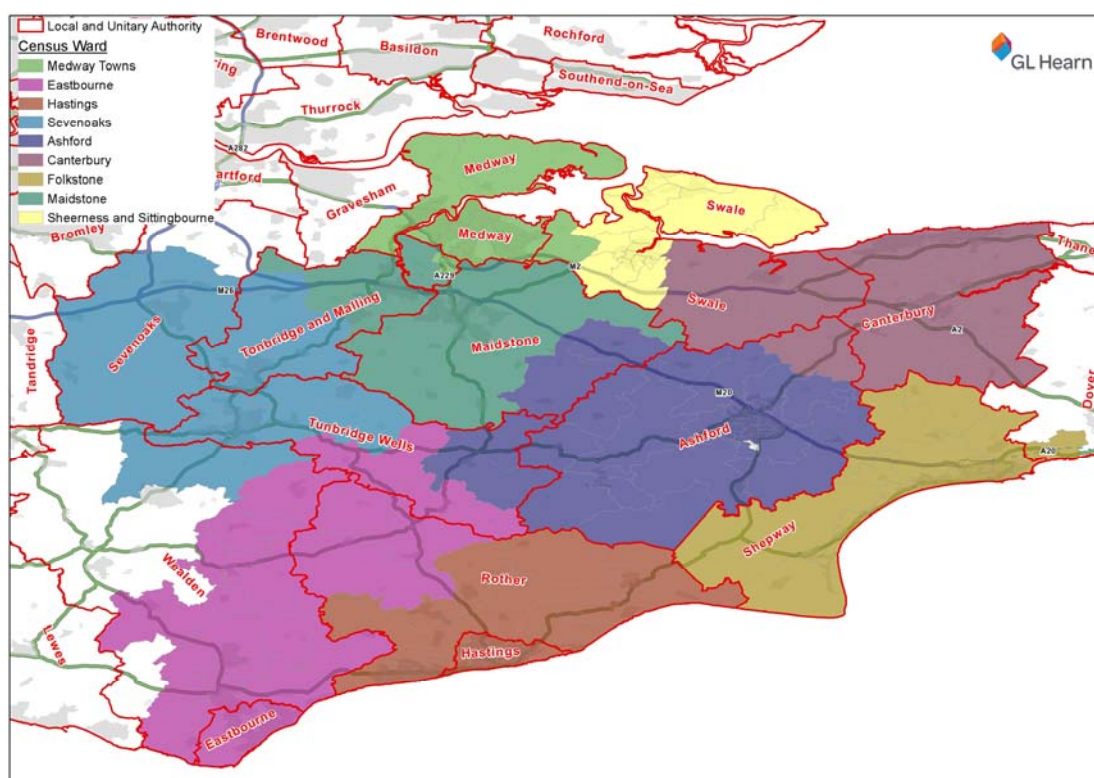 Local and Unitary Authority
Census Ward
Medway Towns
Eastbourne
Hastings
Sevenoaks
Ashford
Canterbury
Folkstone
Maidstone
Sheerness and Sittingbourne
GL Hearn
Brentwood
Basildon
Rochford
Southend-on-Sea
ring
Thurrock
A282
artford
Gravesham
Medway
Swale
Bromley
Medway
A229
M2
Thane
M26
Swale
Canterbury
A2
Tandridge
Sevenoaks
Tonbridge and Malling
Maidstone
M20
Dover
Tunbridge Wells
Ashford
A20
Shepway
Wealden
Rother
Lewes
Hastings
Eastbourne